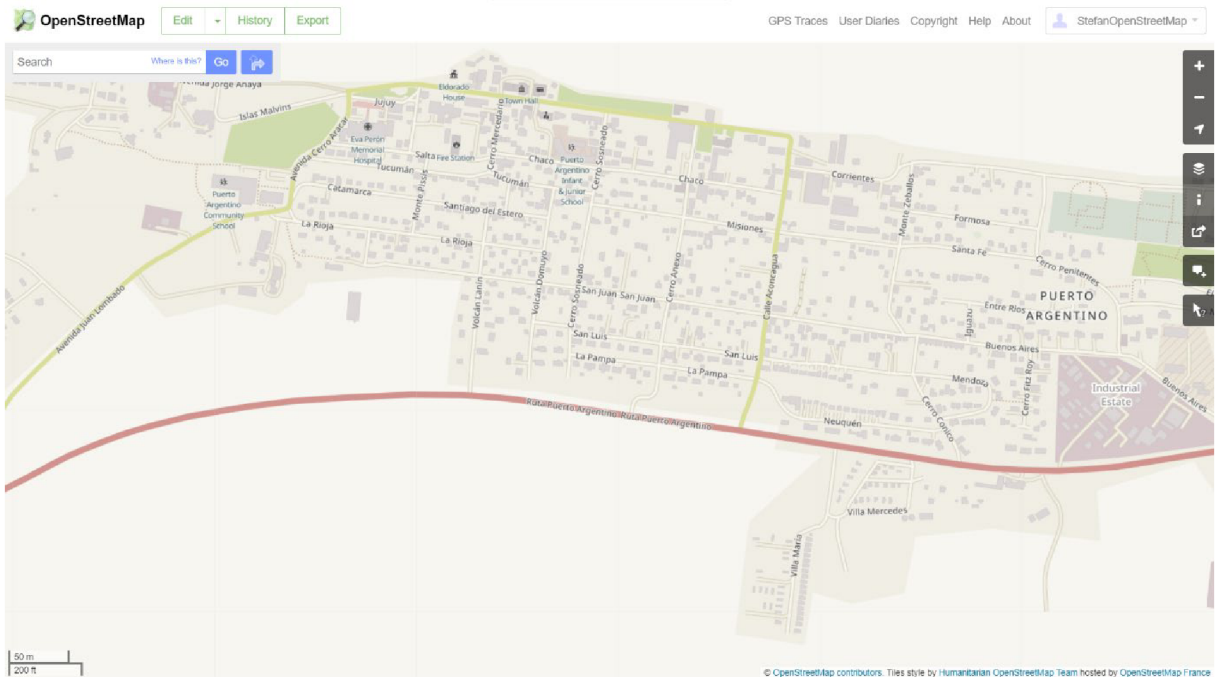 OpenStreetMap
Edit
History
Export
GPS Traces
User Diaries
Copyright
Help
About
StefanOpenStreetMap
Search
Where is this?
Go
Avenida Jorge Anaya
Islas Malvins
Jujuy
Eldorado
House
Town Hall
Avenida Cerro Aracar
Eva Perón
Memorial
Hospital
Salta
Fire Station
Cerro Mercedario
Chaco
Puerto
Argentino
Infant
& Junior
School
Cerro Sosneado
Tucumán
Tucumán
Catamarca
Monte Pissis
Chaco
Corrientes
Monte Zeballos
Puerto
Argentino
Community
School
Santiago del Estero
La Rioja
La Rioja
Misiones
Formosa
Santa Fe
Cerro Penitentes
Avenida Juan Lombado
Volcán Lanín
Volcán Domuyo
Cerro Sosneado
Cerro Anexo
Calle Aconcagua
San Juan San Juan
PUERTO
ARGENTINO
Entre Ríos
Iguazu
San Luis
San Luis
Buenos Aires
La Pampa
La Pampa
Mendoza
Cerro Fitz Roy
Industrial
Estate
Buenos Aires
Ruta Puerto Argentino Ruta Puerto Argentino
Neuquén
Cerro Conico
Villa Mercedes
Villa María
50 m
200 ft
© OpenStreetMap contributors. Tiles style by Humanitarian OpenStreetMap Team hosted by OpenStreetMap France